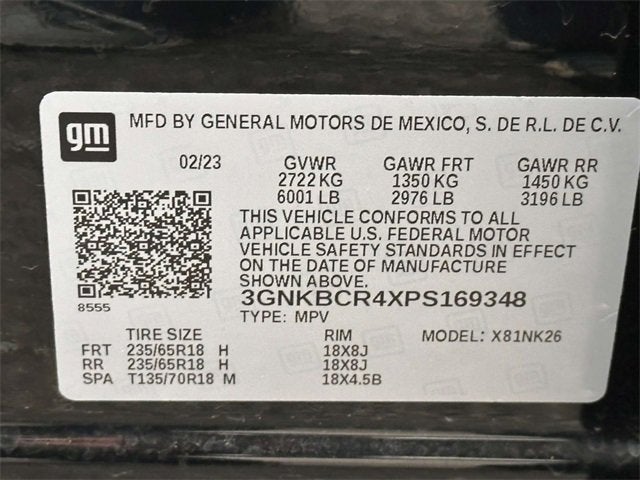 gm
MFD BY GENERAL MOTORS DE MEXICO, S. DE R.L. DE C.V.
02/23 GVWR GAWR FRT GAWR RR
2722 KG 1350 KG 1450 KG
6001 LB 2976 LB 3196 LB
THIS VEHICLE CONFORMS TO ALL
APPLICABLE U.S. FEDERAL MOTOR
VEHICLE SAFETY STANDARDS IN EFFECT
ON THE DATE OF MANUFACTURE
SHOWN ABOVE.
3GNKBCR4XPS169348
8555
TYPE: MPV
TIRE SIZE RIM MODEL: X81NK26
FRT 235/65R18 H 18X8J
RR 235/65R18 H 18X8J
SPA T135/70R18 M 18X4.5B